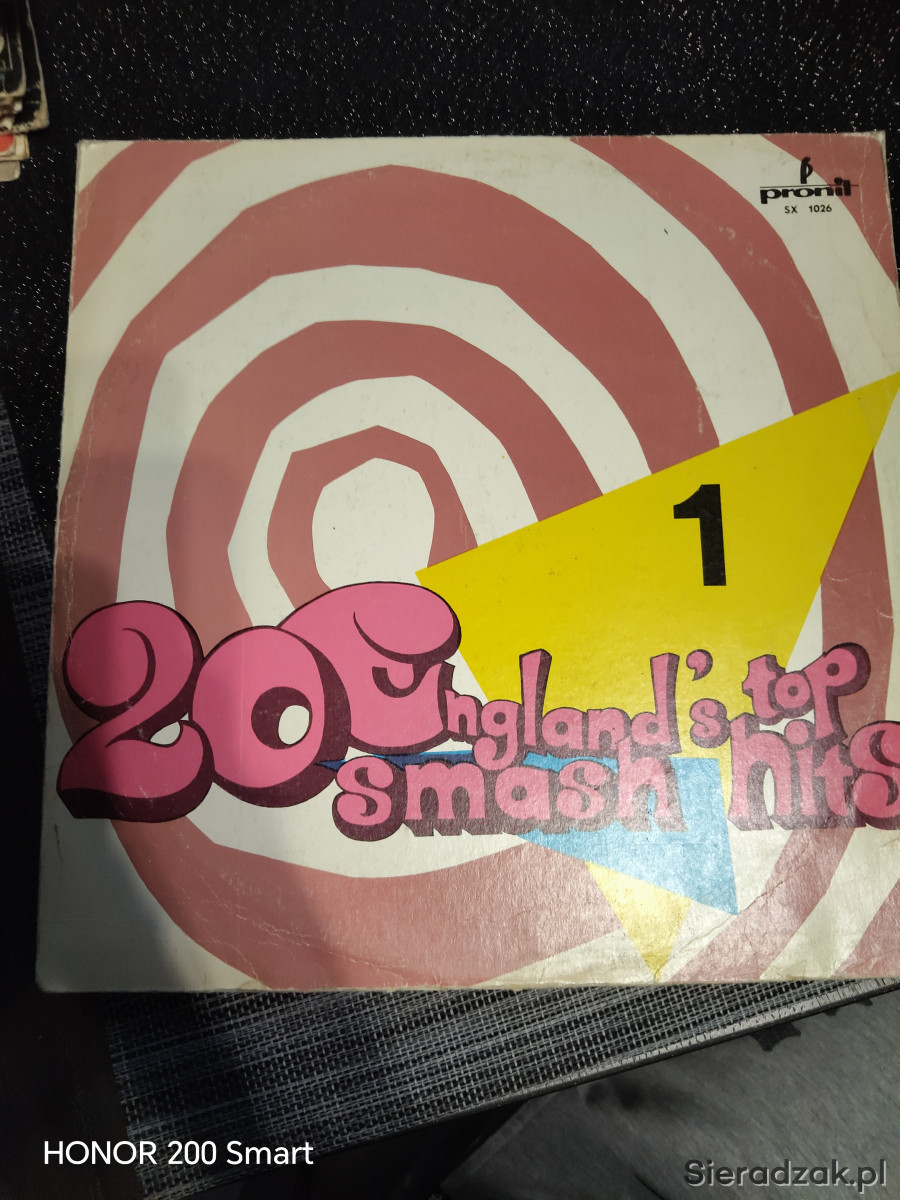 pronit
SX 1026
1
20 England's top
smash hits
HONOR 200 Smart
Sieradzak.pl